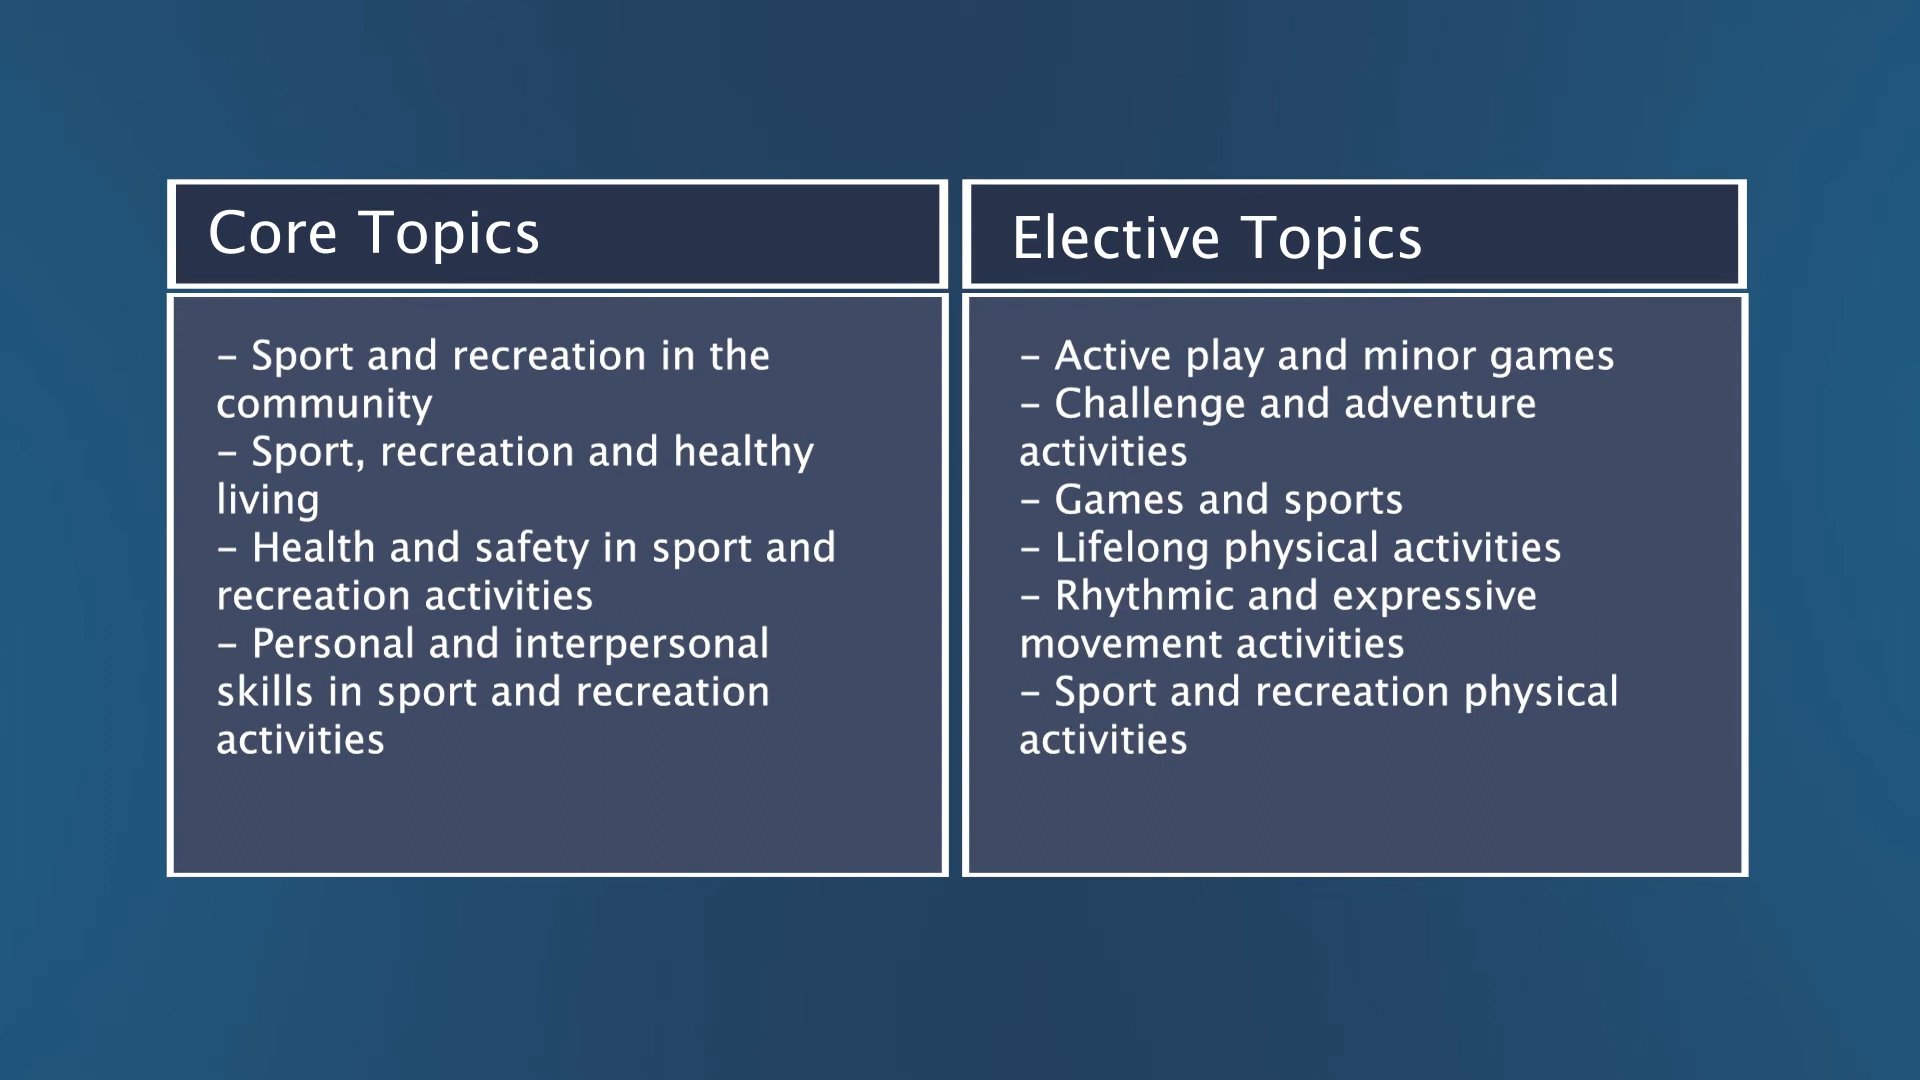 Core Topics
– Sport and recreation in the
community
– Sport, recreation and healthy
living
– Health and safety in sport and
recreation activities
– Personal and interpersonal
skills in sport and recreation
activities
Elective Topics
– Active play and minor games
– Challenge and adventure
activities
– Games and sports
– Lifelong physical activities
– Rhythmic and expressive
movement activities
– Sport and recreation physical
activities